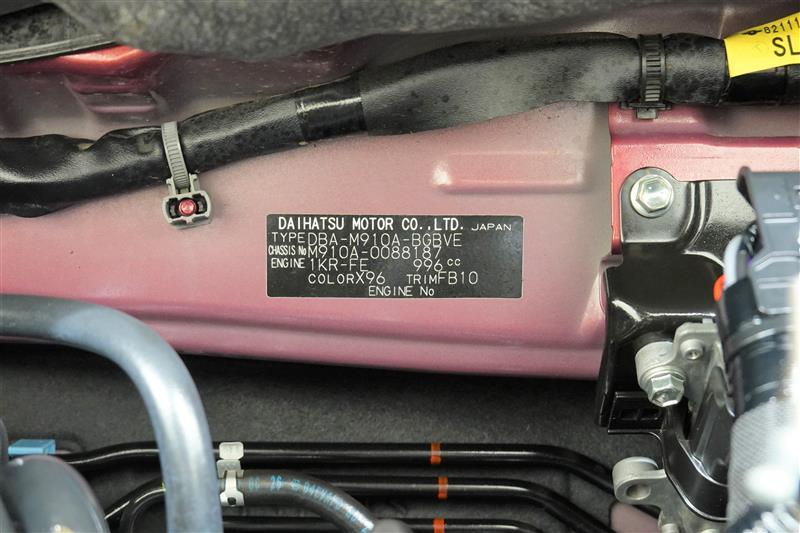 82111
SL
DAIHATSU MOTOR CO.,LTD. JAPAN
TYPE DBA-M910A-BGBVE
CHASSIS No M910A-0088187
ENGINE 1KR-FE 996 cc
COLOR X96 TRIM FB10
ENGINE No